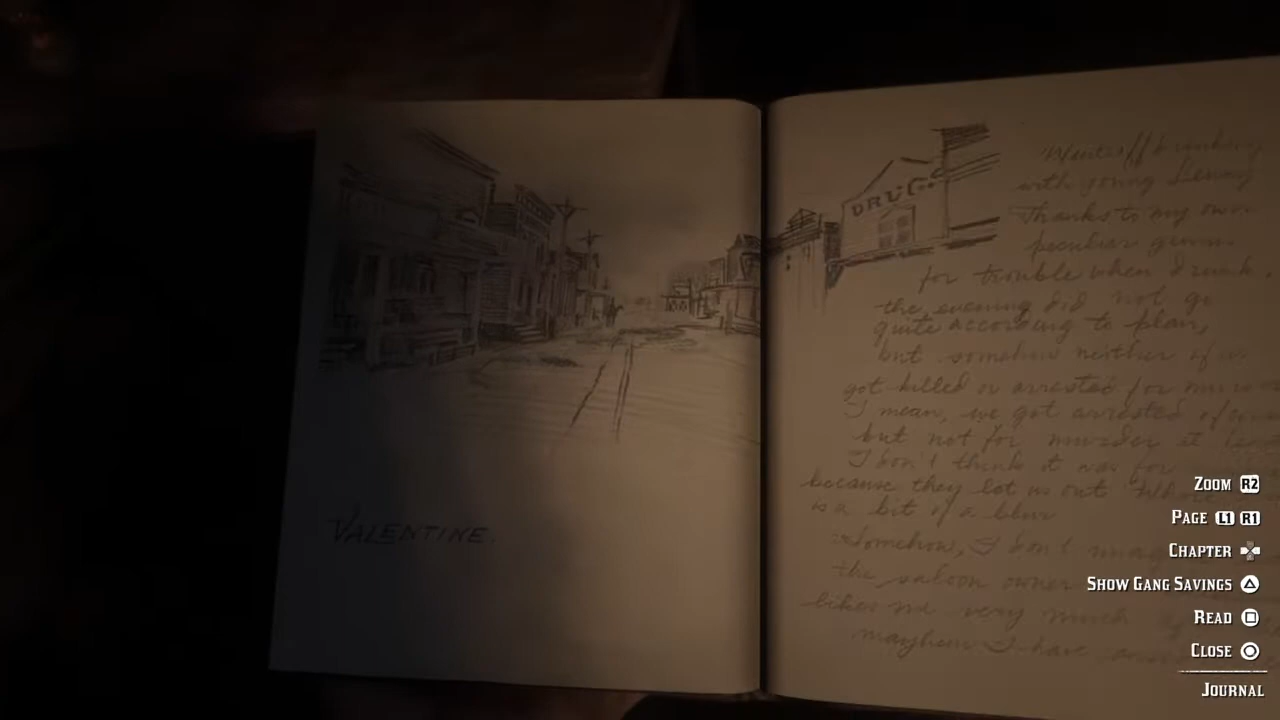 VALENTINE.
DRUGS
Went off drinking
with young Lenny
Thanks to my own
peculiar genius
for trouble when I drink,
the evening did not go
quite according to plan,
but somehow neither of us
got killed or arrested for murder
I mean, we got arrested of
but not for murder at least
I don't think it was for
because they let us out
is a bit of a blur
Somehow, I don't
the saloon owner
likes me very much
mayhem I have
ZOOM R2
PAGE L1 R1
CHAPTER
SHOW GANG SAVINGS
READ
CLOSE
JOURNAL